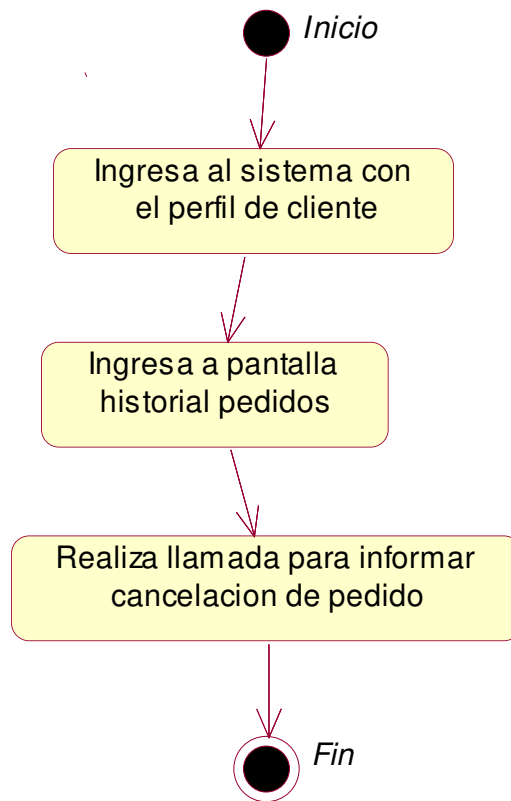 Inicio
Ingresa al sistema con
el perfil de cliente
Ingresa a pantalla
historial pedidos
Realiza llamada para informar
cancelacion de pedido
Fin